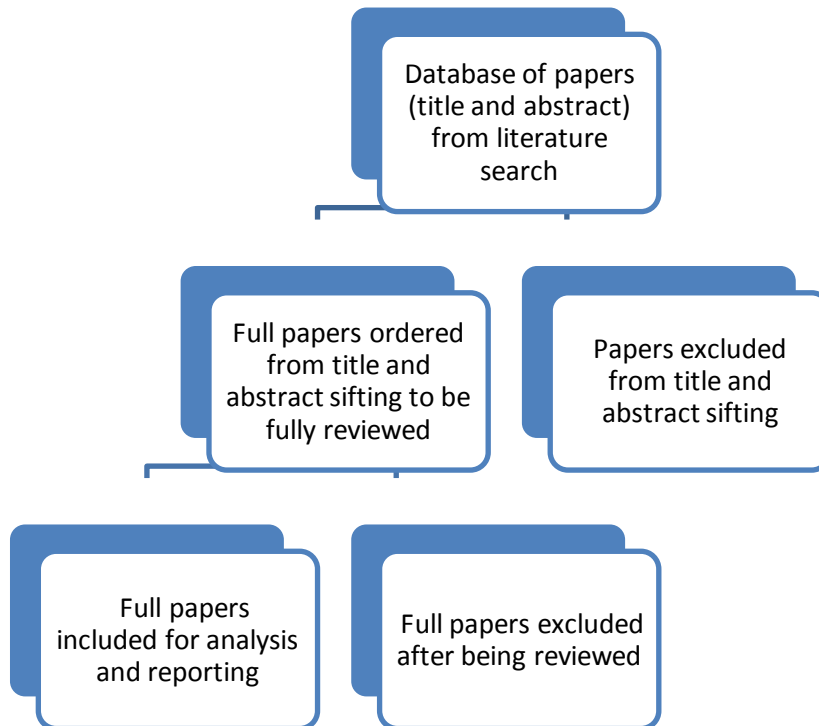 Database of papers
(title and abstract)
from literature
search
Full papers ordered
from title and
abstract sifting to be
fully reviewed
Papers excluded
from title and
abstract sifting
Full papers
included for analysis
and reporting
Full papers excluded
after being reviewed